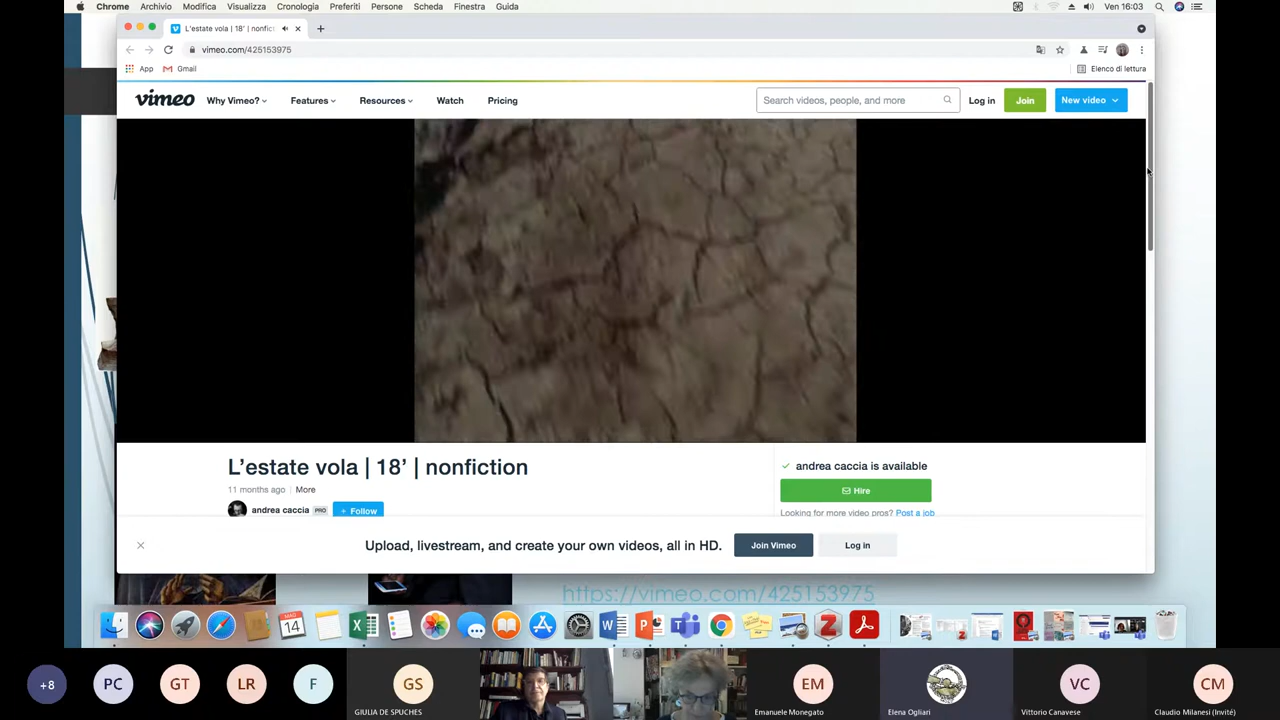 Chrome Archivio Modifica Visualizza Cronologia Preferiti Persone Scheda Finestra Guida Ven 16:03
L'estate vola | 18' | nonfict
vimeo.com/425153975
App Gmail Elenco di lettura
vimeo Why Vimeo? Features Resources Watch Pricing Search videos, people, and more Log in Join New video
L'estate vola | 18' | nonfiction
11 months ago More
andrea caccia PRO + Follow
andrea caccia is available
Hire
Looking for more video pros? Post a job
Upload, livestream, and create your own videos, all in HD. Join Vimeo Log in
https://vimeo.com/425153975
MAG
14
+8 PC GT LR F GS EM VC CM
GIULIA DE SPUCHES Emanuele Monegato Elena Ogliari Vittorio Canavese Claudio Milanesi (Invité)